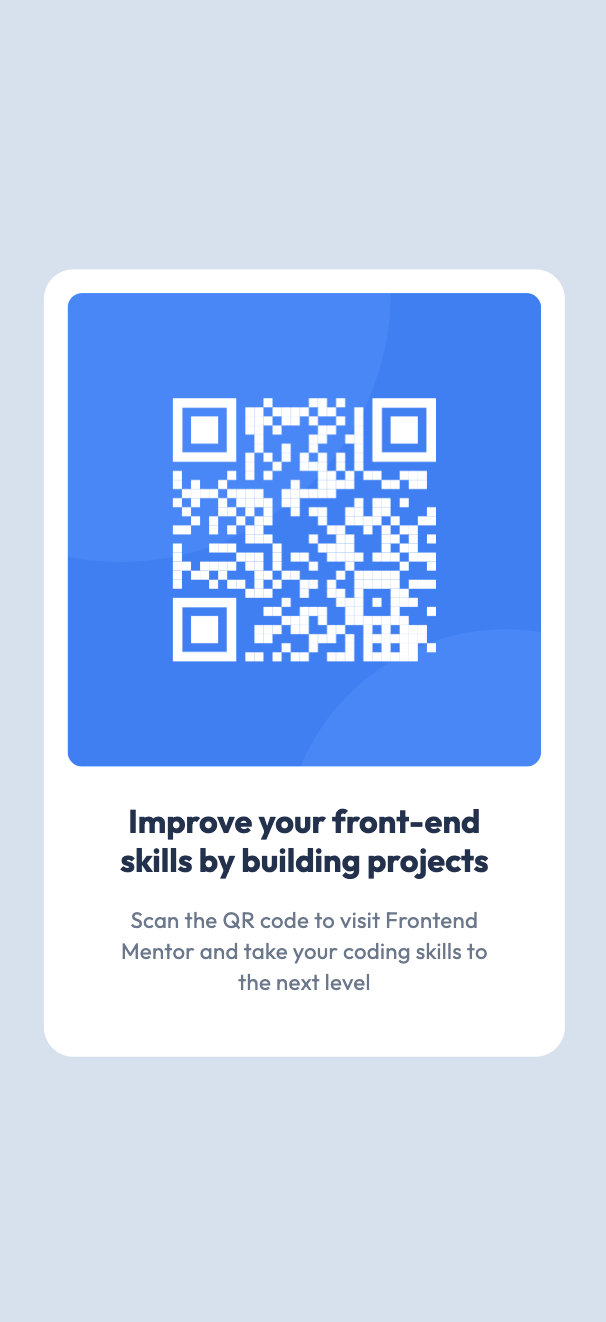 Improve your front-end
skills by building projects
Scan the QR code to visit Frontend
Mentor and take your coding skills to
the next level